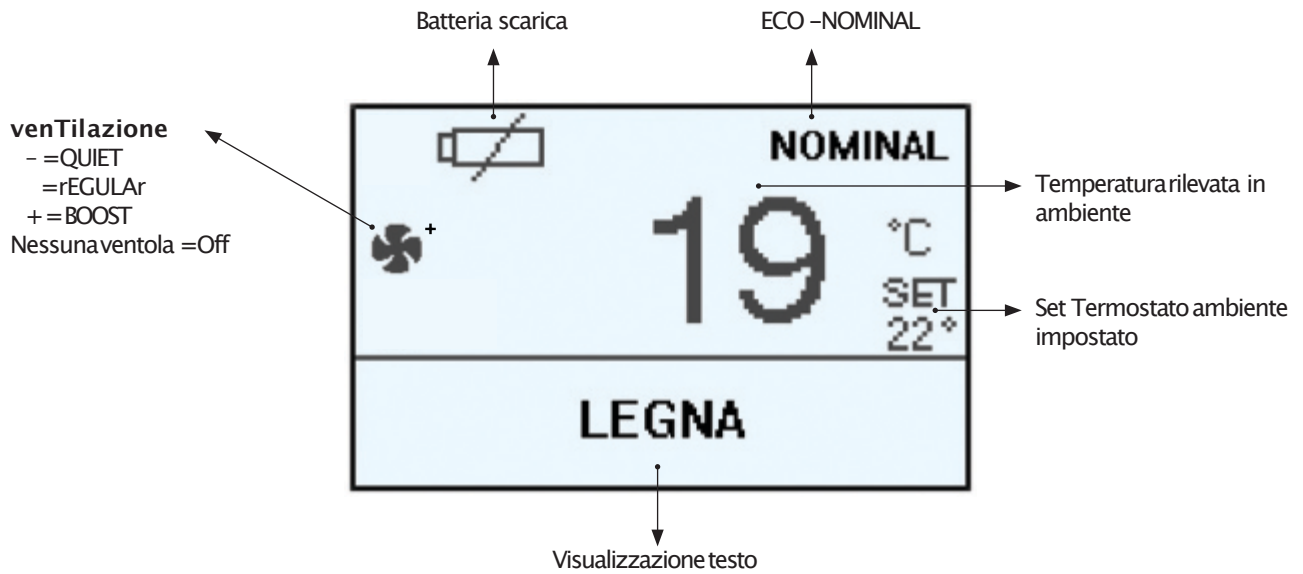 Batteria scarica
ECO –NOMINAL
venTilazione
– =QUIET
=rEGULAr
+ = BOOST
Nessuna ventola =Off
NOMINAL
+
19
°C
SET
22°
Temperatura rilevata in
ambiente
Set Termostato ambiente
impostato
LEGNA
Visualizzazione testo